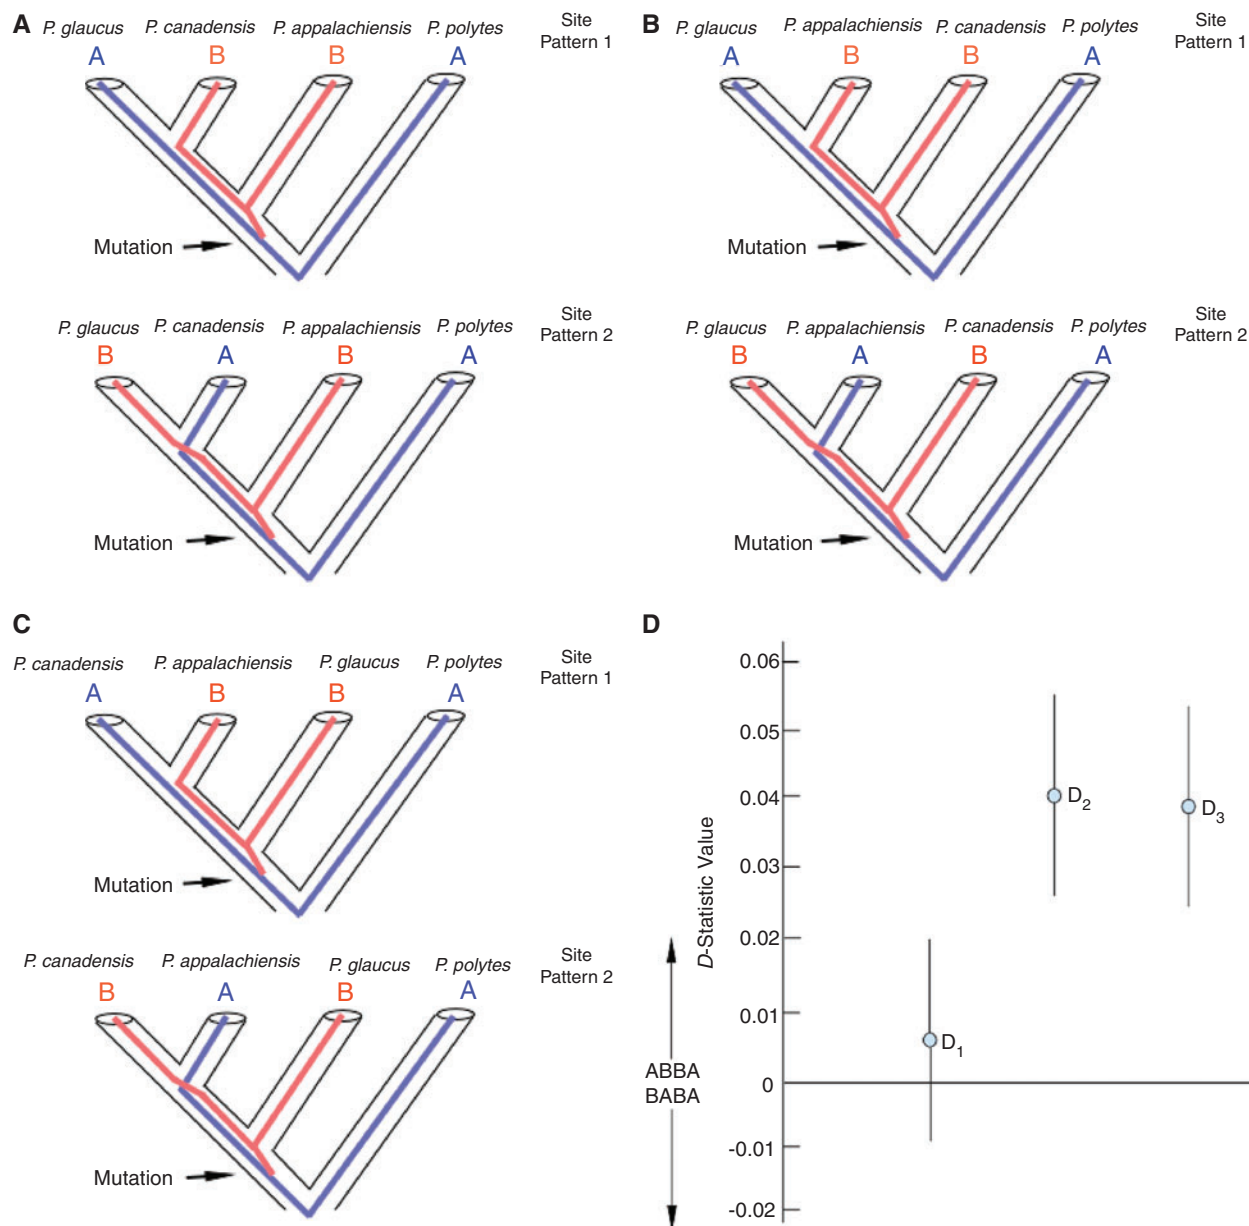 A
P. glaucus P. canadensis P. appalachiensis P. polytes
Site
Pattern 1
A B B A
Mutation
P. glaucus P. canadensis P. appalachiensis P. polytes
Site
Pattern 2
B A B A
Mutation
B
P. glaucus P. appalachiensis P. canadensis P. polytes
Site
Pattern 1
A B B A
Mutation
P. glaucus P. appalachiensis P. canadensis P. polytes
Site
Pattern 2
B A B A
Mutation
C
P. canadensis P. appalachiensis P. glaucus P. polytes
Site
Pattern 1
A B B A
Mutation
P. canadensis P. appalachiensis P. glaucus P. polytes
Site
Pattern 2
B A B A
Mutation
D
D-Statistic Value
0.06
0.05
0.04
0.03
0.02
0.01
0
-0.01
-0.02
ABBA
BABA
D1
D2
D3